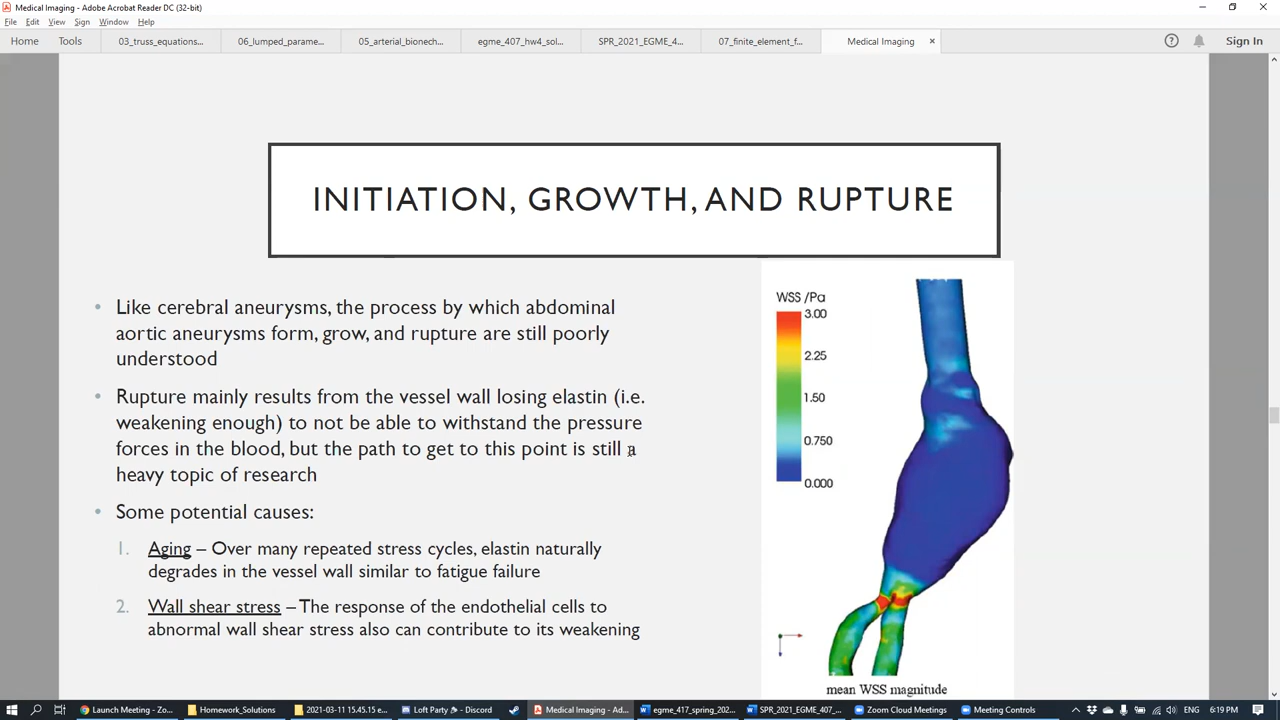 Medical Imaging - Adobe Acrobat Reader DC (32-bit)
File Edit View Sign Window Help
Home Tools 03_truss_equations... 06_lumped_parame... 05_arterial_bionech... egme_407_hw4_sol... SPR_2021_EGME_4... 07_finite_element_f... Medical Imaging × Sign In
INITIATION, GROWTH, AND RUPTURE
• Like cerebral aneurysms, the process by which abdominal
aortic aneurysms form, grow, and rupture are still poorly
understood
• Rupture mainly results from the vessel wall losing elastin (i.e.
weakening enough) to not be able to withstand the pressure
forces in the blood, but the path to get to this point is still a
heavy topic of research
• Some potential causes:
1. Aging – Over many repeated stress cycles, elastin naturally
degrades in the vessel wall similar to fatigue failure
2. Wall shear stress – The response of the endothelial cells to
abnormal wall shear stress also can contribute to its weakening
WSS /Pa
3.00
2.25
1.50
0.750
0.000
mean WSS magnitude
Launch Meeting - Zo... Homework_Solutions 2021-03-11 15.45.15 e... Loft Party - Discord Medical Imaging - Ad... egme_417_spring_202... SPR_2021_EGME_407_... Zoom Cloud Meetings Meeting Controls ENG 6:19 PM